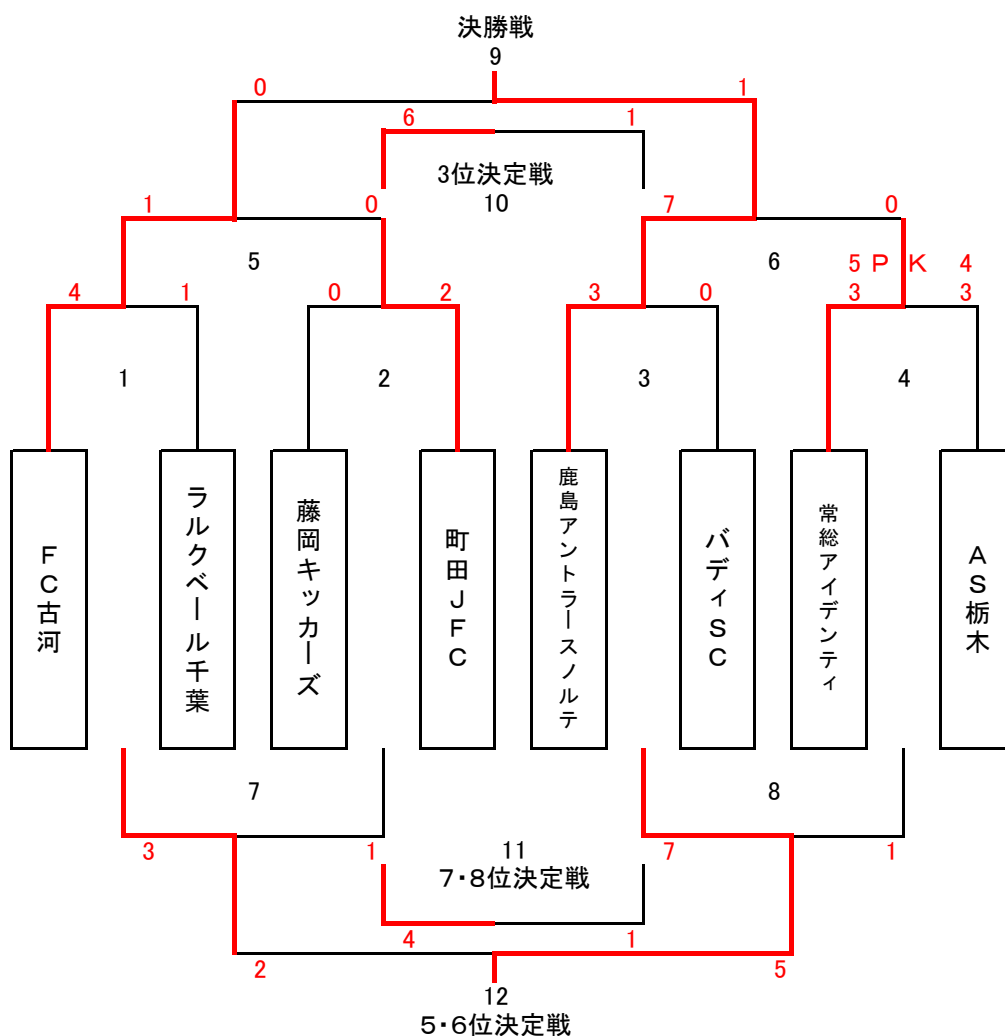 決勝戦
9
0 1
6 1
3位決定戦
10
1 0 7 0
5 6
5 P K 4
4 1 0 2 3 0 3 3
1 2 3 4
FC古河
ラルクベール千葉
藤岡キッカーズ
町田JFC
鹿島アントラースノルテ
バディSC
常総アイデンティ
AS栃木
7 8
3 1 11 7 1
7・8位決定戦
4 1
2 5
12
5・6位決定戦